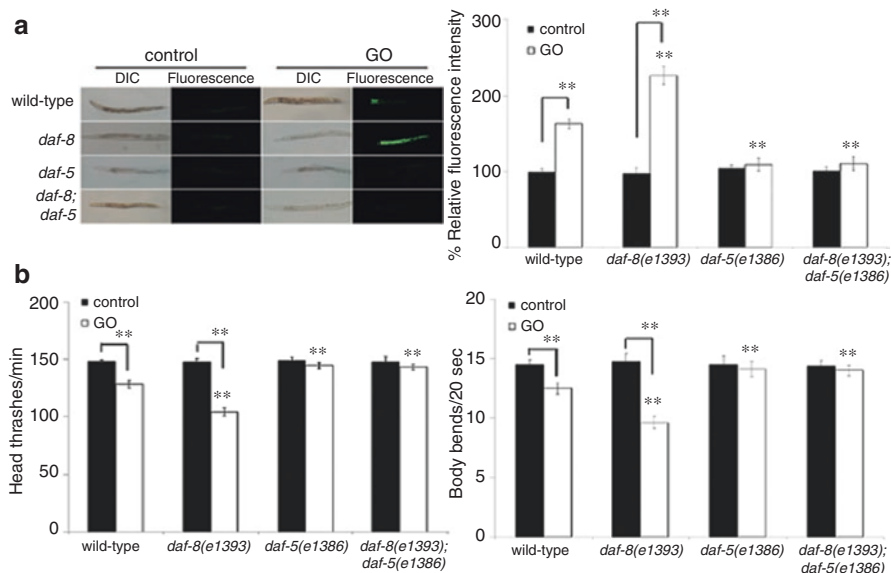 a
control GO
DIC Fluorescence DIC Fluorescence
wild-type
daf-8
daf-5
daf-8;
daf-5
% Relative fluorescence intensity
300
200
100
0
control
GO
**
**
**
**
**
wild-type daf-8(e1393) daf-5(e1386) daf-8(e1393);
daf-5(e1386)
b
Head thrashes/min
200
150
100
50
0
control
GO
**
**
**
**
**
wild-type daf-8(e1393) daf-5(e1386) daf-8(e1393);
daf-5(e1386)
Body bends/20 sec
20
15
10
5
0
control
GO
**
**
**
**
**
wild-type daf-8(e1393) daf-5(e1386) daf-8(e1393);
daf-5(e1386)